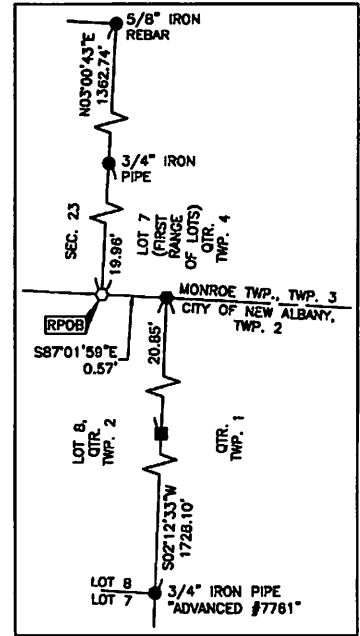 5/8" IRON
REBAR
N03°00'43"E
1362.74'
3/4" IRON
PIPE
SEC. 23
19.96'
LOT 7
(FIRST
RANGE
OF LOTS)
QTR.
TWP. 4
MONROE TWP., TWP. 3
CITY OF NEW ALBANY,
TWP. 2
RPOB
S87°01'59"E
0.57'
20.85'
LOT 8,
QTR.
TWP. 2
QTR.
TWP. 1
S02°12'33"W
1728.10'
LOT 8
LOT 7
3/4" IRON PIPE
"ADVANCED #7761"